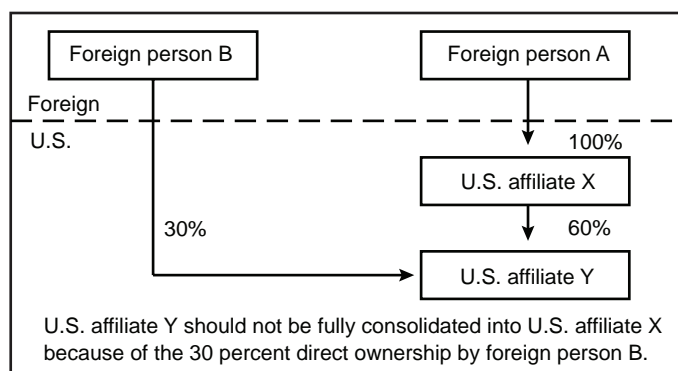 Foreign person B
Foreign person A
Foreign
U.S.
100%
U.S. affiliate X
30%
60%
U.S. affiliate Y
U.S. affiliate Y should not be fully consolidated into U.S. affiliate X
because of the 30 percent direct ownership by foreign person B.